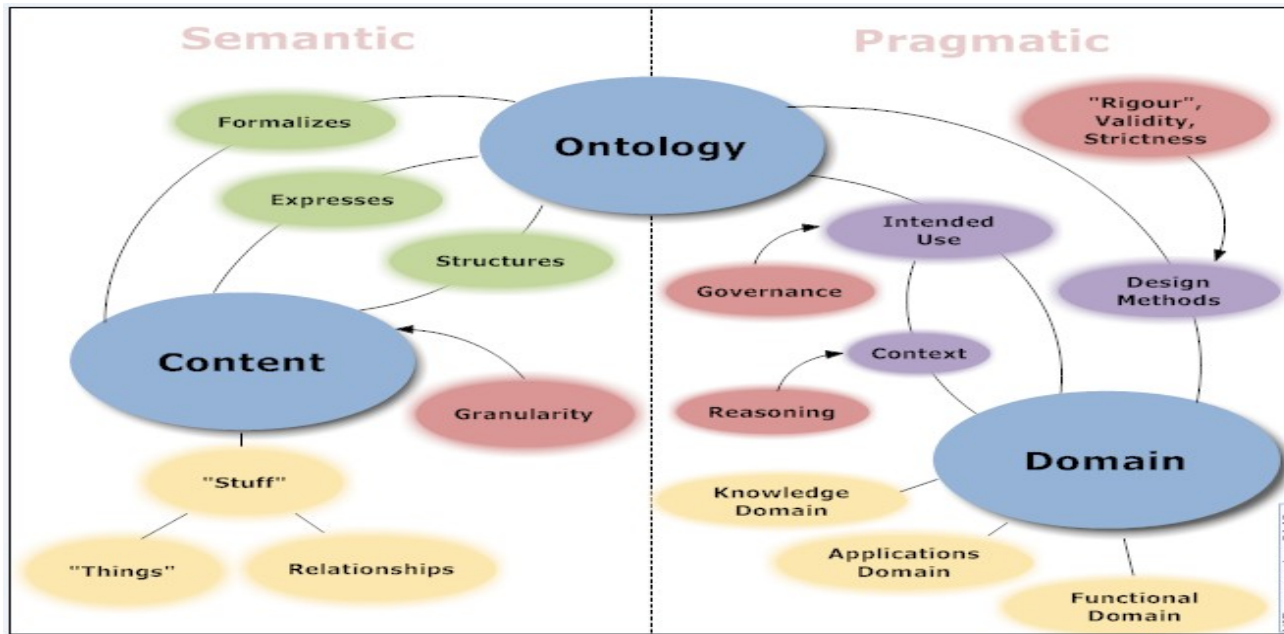 Semantic
Pragmatic
Formalizes
Ontology
"Rigour",
Validity,
Strictness
Expresses
Intended
Use
Structures
Governance
Design
Methods
Content
Context
Granularity
Reasoning
Domain
"Stuff"
Knowledge
Domain
"Things"
Relationships
Applications
Domain
Functional
Domain